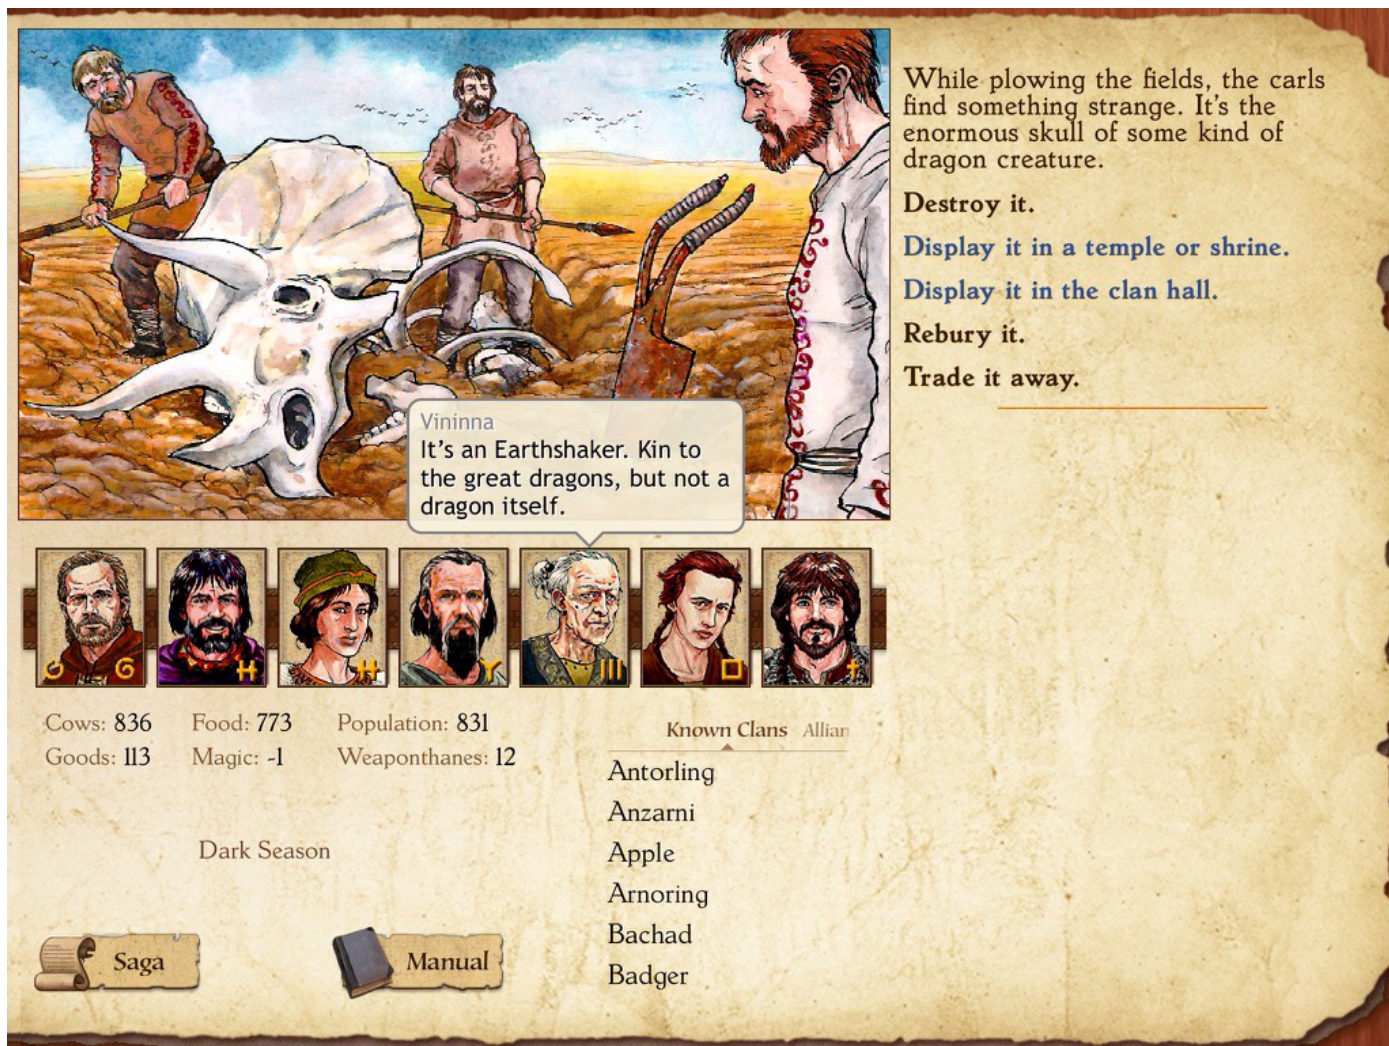 While plowing the fields, the carls
find something strange. It's the
enormous skull of some kind of
dragon creature.
Destroy it.
Display it in a temple or shrine.
Display it in the clan hall.
Rebury it.
Trade it away.
Vininna
It's an Earthshaker. Kin to
the great dragons, but not a
dragon itself.
Cows: 836 Food: 773 Population: 831
Goods: 113 Magic: -1 Weaponthanes: 12
Known Clans Allian
Antorling
Anzarni
Apple
Arnoring
Bachad
Badger
Dark Season
Saga
Manual